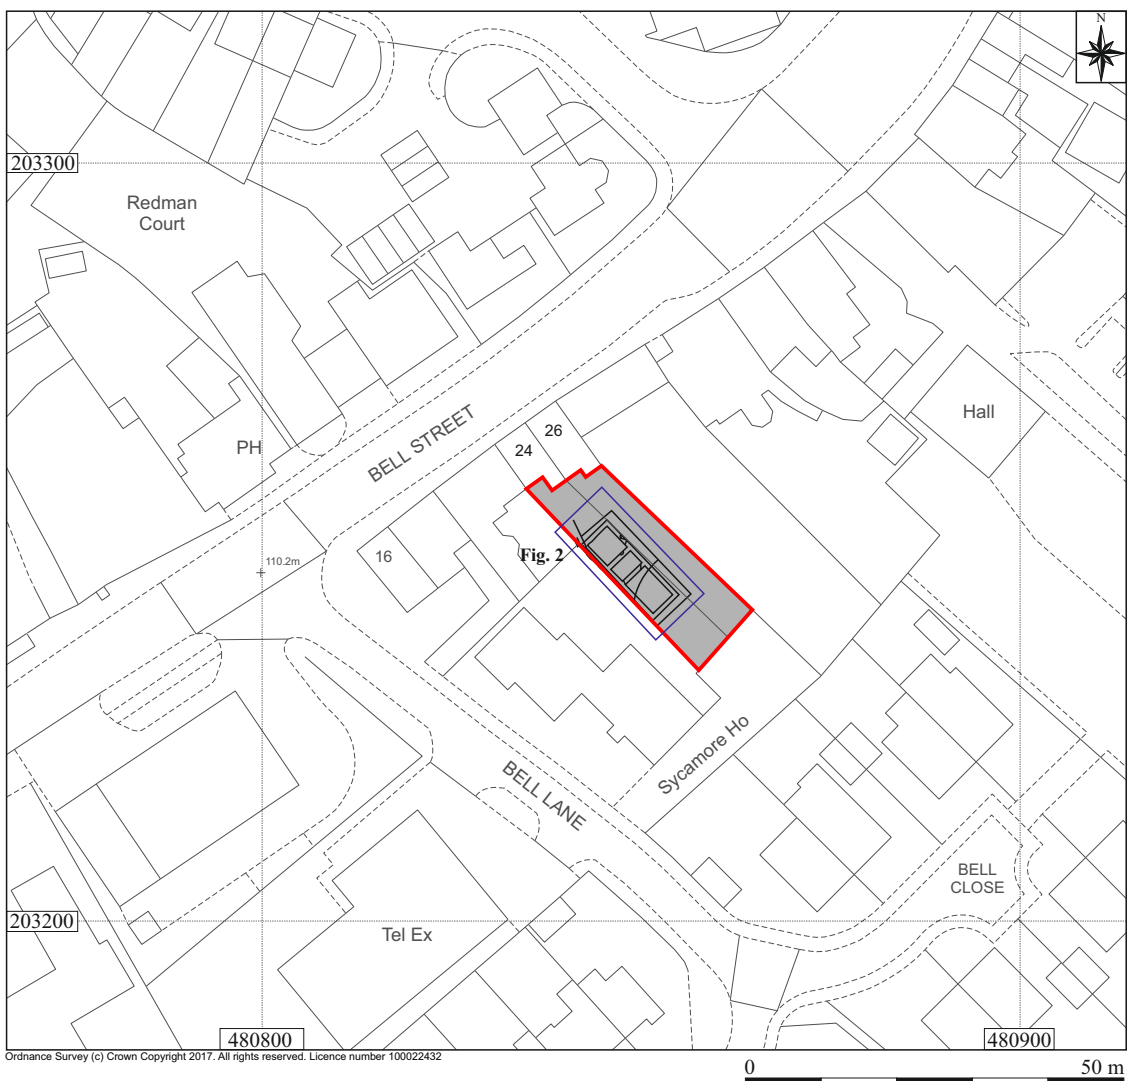 N
203300
Redman
Court
BELL STREET
PH
26
24
Hall
16
Fig. 2
110.2m
Sycamore Ho
BELL LANE
BELL
CLOSE
203200
Tel Ex
480800
480900
Ordnance Survey (c) Crown Copyright 2017. All rights reserved. Licence number 100022432
0
50 m